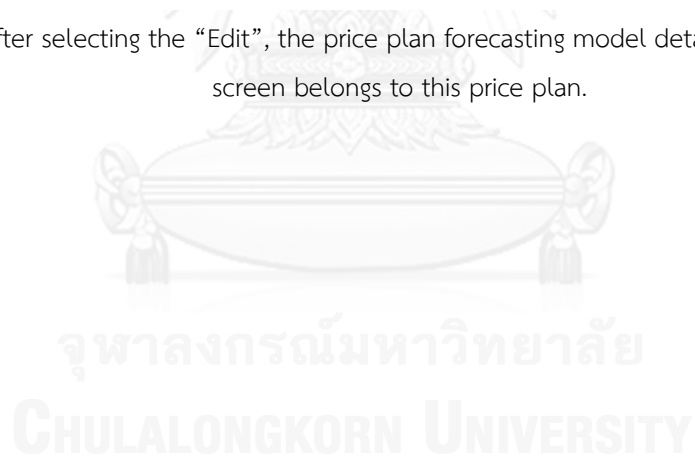 fter selecting the “Edit”, the price plan forecasting model deta
screen belongs to this price plan.
จุฬาลงกรณ์มหาวิทยาลัย
CHULALONGKORN UNIVERSITY